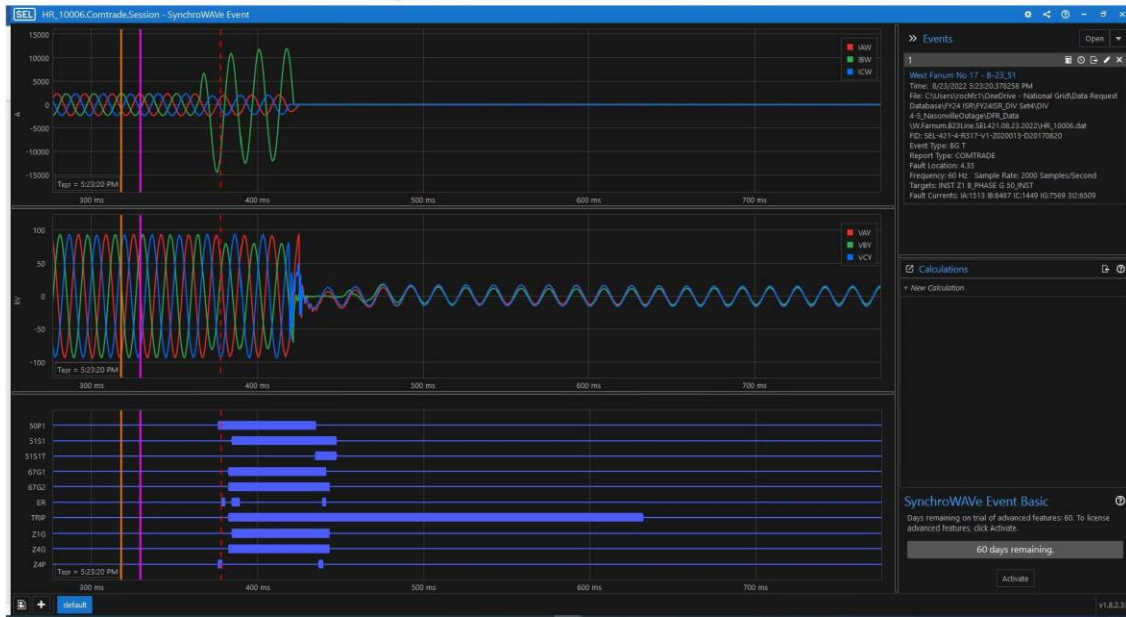 SEL HR_10006.Comtrade.Session - SynchroWAVe Event
15000
10000
5000
0
-5000
-10000
-15000
A
IAW
IBW
ICW
TREF = 5:23:20 PM
300 ms
400 ms
500 ms
600 ms
700 ms
100
50
0
-50
-100
kV
VAY
VBY
VCY
TREF = 5:23:20 PM
300 ms
400 ms
500 ms
600 ms
700 ms
50P1
51S1
51S1T
67G1
67G2
ER
TRIP
Z1G
Z4G
Z4P
TREF = 5:23:20 PM
300 ms
400 ms
500 ms
600 ms
700 ms
default
Events
Open
1
West Farnum No 17 - B-23_S1
Time: 8/23/2022 5:23:20.378258 PM
File: C:\Users\rochfc1\OneDrive - National Grid\Data Request
Database\FY24 ISR\FY24ISR_DIV Set4\DIV
4-5_NasonvilleOutage\DFR_Data
\W.Farnum.B23Line.SEL421.08.23.2022\HR_10006.dat
FID: SEL-421-4-R317-V1-Z020013-D20170820
Event Type: BG T
Report Type: COMTRADE
Fault Location: 4.35
Frequency: 60 Hz Sample Rate: 2000 Samples/Second
Targets: INST Z1 B_PHASE G 50_INST
Fault Currents: IA:1513 IB:8487 IC:1449 IG:7569 3I2:6509
Calculations
+ New Calculation
SynchroWAVe Event Basic
Days remaining on trial of advanced features: 60. To license
advanced features, click Activate.
60 days remaining.
Activate